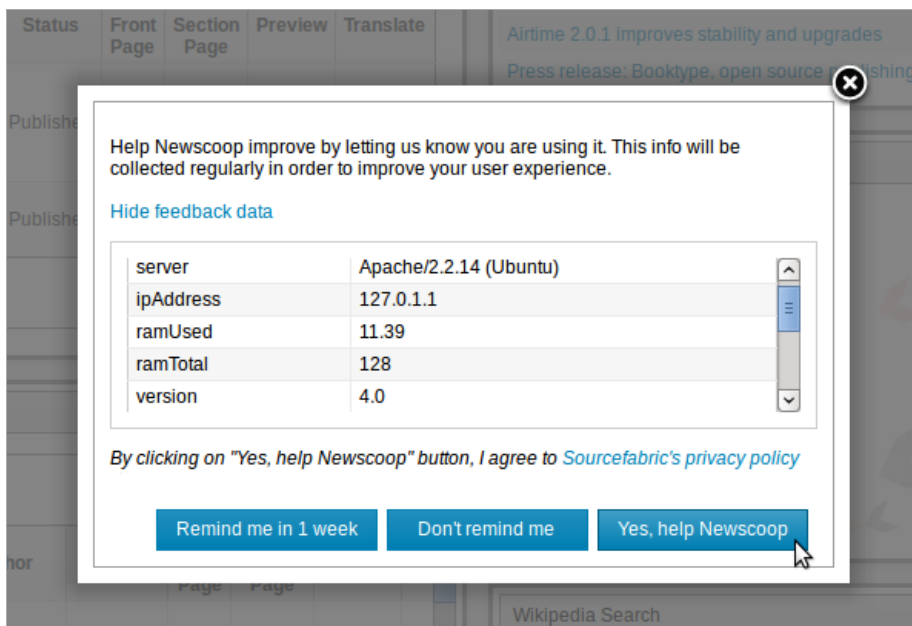 Status Front Page Section Page Preview Translate
Airtime 2.0.1 improves stability and upgrades
Press release: Booktype, open source
Help Newscoop improve by letting us know you are using it. This info will be
collected regularly in order to improve your user experience.
Hide feedback data
server Apache/2.2.14 (Ubuntu)
ipAddress 127.0.1.1
ramUsed 11.39
ramTotal 128
version 4.0
By clicking on "Yes, help Newscoop" button, I agree to Sourcefabric's privacy policy
Remind me in 1 week Don't remind me Yes, help Newscoop
Page Page
Wikipedia Search